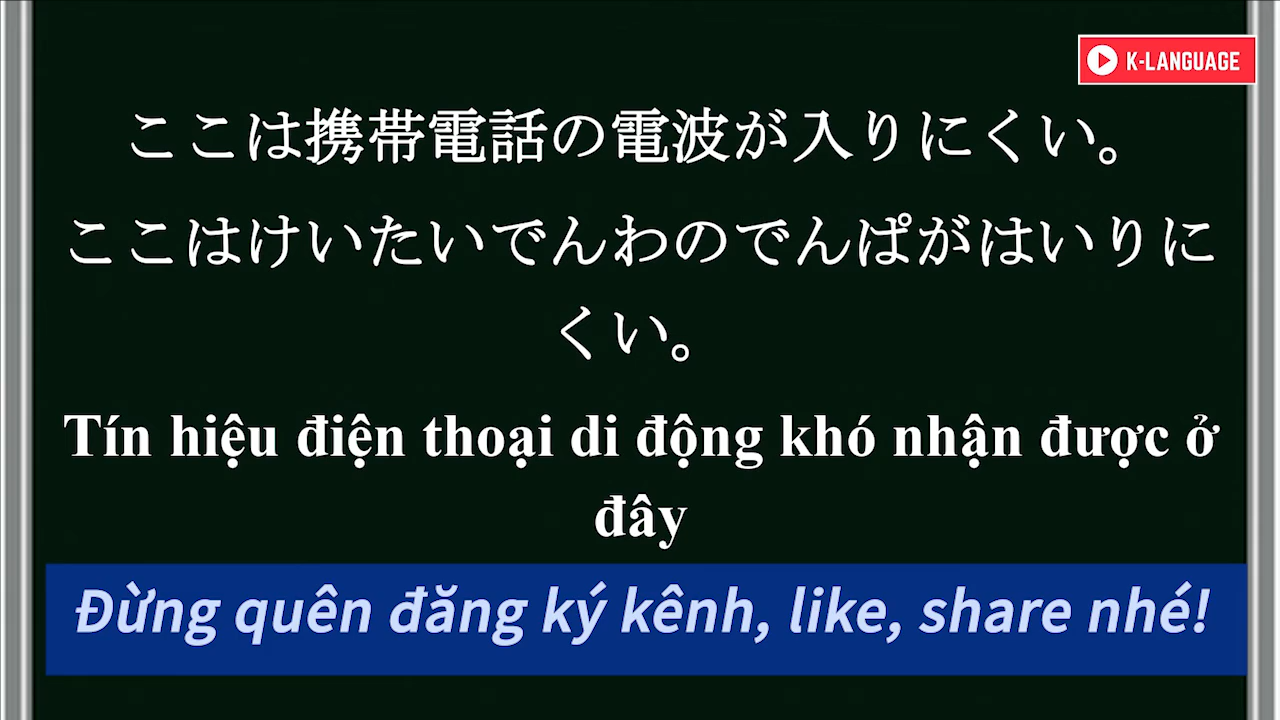 K-LANGUAGE
ここは携帯電話の電波が入りにくい。
ここはけいたいでんわのでんぱがはいりに
くい。
Tín hiệu điện thoại di động khó nhận được ở
đây
Đừng quên đăng ký kênh, like, share nhé!